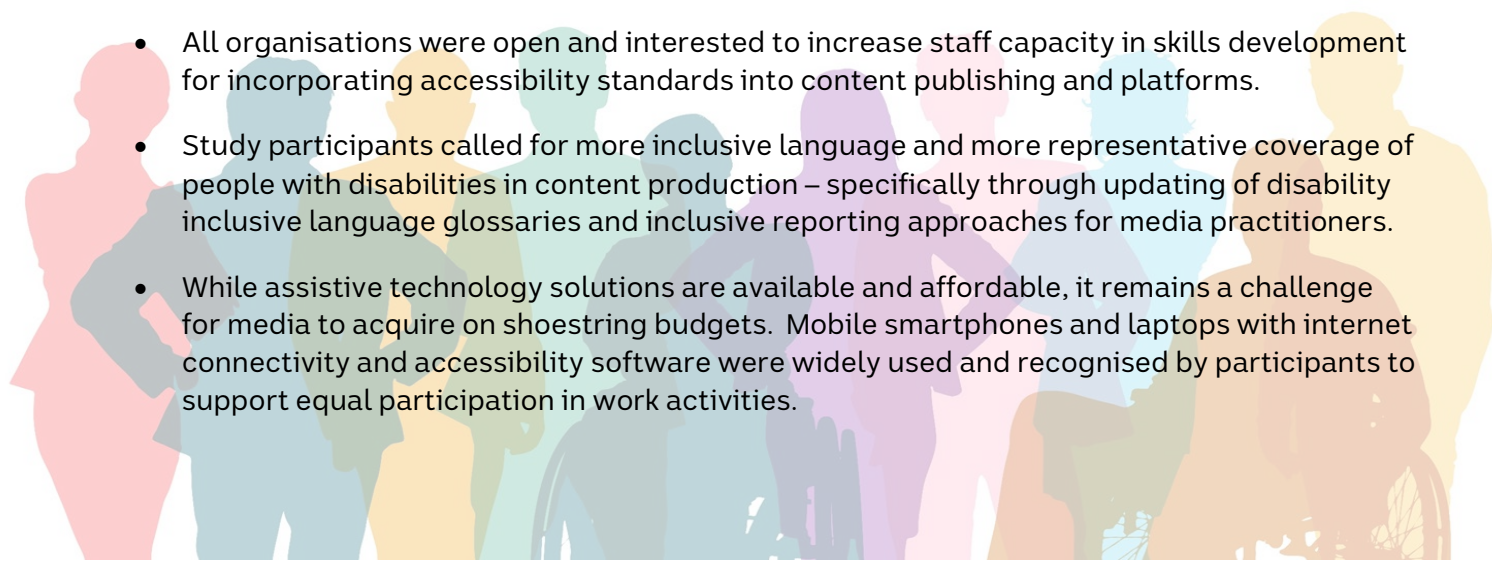 • All organisations were open and interested to increase staff capacity in skills development
for incorporating accessibility standards into content publishing and platforms.
• Study participants called for more inclusive language and more representative coverage of
people with disabilities in content production – specifically through updating of disability
inclusive language glossaries and inclusive reporting approaches for media practitioners.
• While assistive technology solutions are available and affordable, it remains a challenge
for media to acquire on shoestring budgets.  Mobile smartphones and laptops with internet
connectivity and accessibility software were widely used and recognised by participants to
support equal participation in work activities.